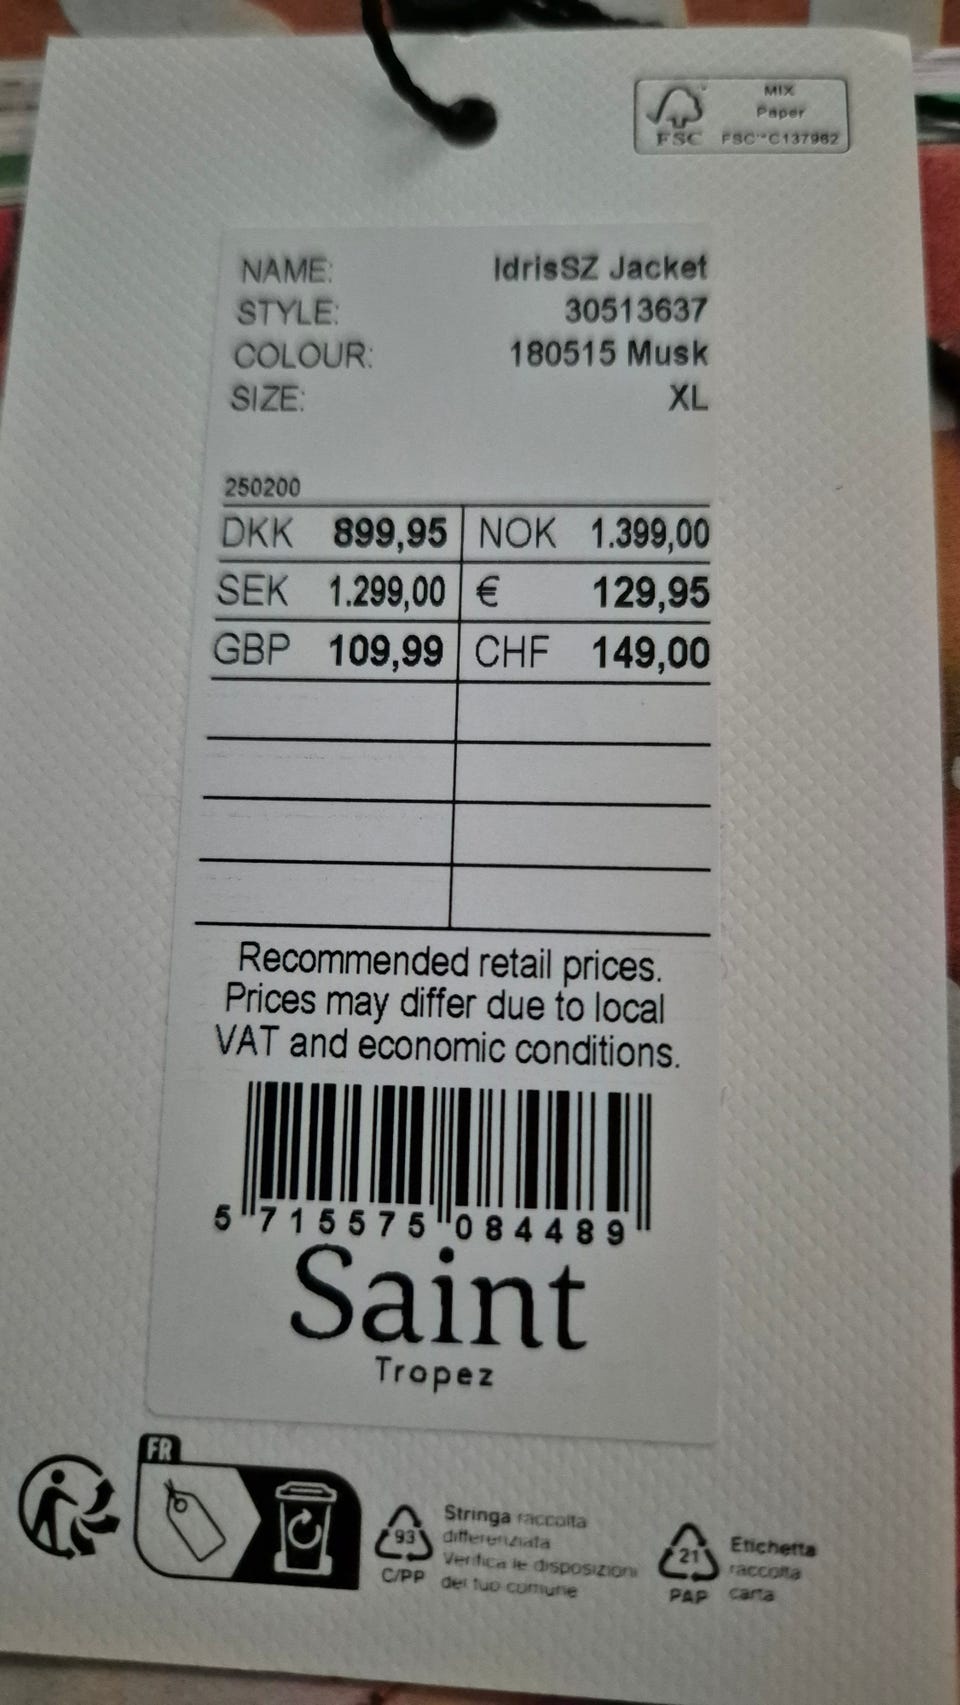 MIX
Paper
FSC FSC™C137962
NAME: IdrisSZ Jacket
STYLE: 30513637
COLOUR: 180515 Musk
SIZE: XL
250200
DKK 899,95 NOK 1.399,00
SEK 1.299,00 € 129,95
GBP 109,99 CHF 149,00
Recommended retail prices.
Prices may differ due to local
VAT and economic conditions.
5 715575 084489
Saint
Tropez
FR
93
C/PP
Stringa raccolta
differenziata
Verifica le disposizioni
del tuo comune
21
PAP
Etichetta
raccolta
carta